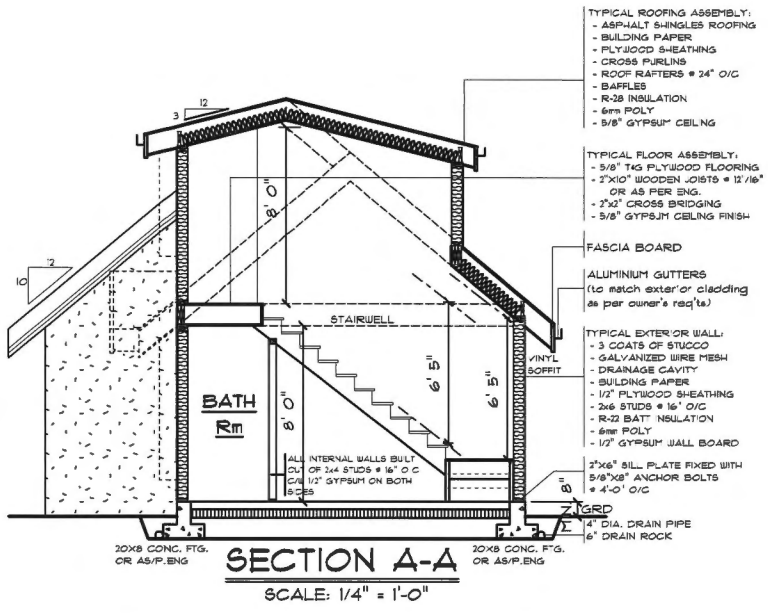 TYPICAL ROOFING ASSEMBLY:
- ASPHALT SHINGLES ROOFING
- BUILDING PAPER
- PLYWOOD SHEATHING
- CROSS PURLINS
- ROOF RAFTERS @ 24" O/C
- BAFFLES
- R-28 INSULATION
- 6mm POLY
- 5/8" GYPSUM CEILING
12
3
TYPICAL FLOOR ASSEMBLY:
- 5/8" T&G PLYWOOD FLOORING
- 2"X10" WOODEN JOISTS @ 12'/16"
OR AS PER ENG.
- 2"x2" CROSS BRIDGING
- 5/8" GYPSUM CEILING FINISH
8' 0"
FASCIA BOARD
12
10
ALUMINIUM GUTTERS
(to match exterior cladding
as per owner's req'ts)
STAIRWELL
VINYL
SOFFIT
TYPICAL EXTERIOR WALL:
- 3 COATS OF STUCCO
- GALVANIZED WIRE MESH
- DRAINAGE CAVITY
- BUILDING PAPER
- 1/2" PLYWOOD SHEATHING
- 2x6 STUDS @ 16' O/C
- R-22 BATT INSULATION
- 6mm POLY
- 1/2" GYPSUM WALL BOARD
6' 5"
6' 5"
BATH
Rm
8' 0"
ALL INTERNAL WALLS BUILT
OUT OF 2x4 STUDS @ 16" O C
C/W 1/2" GYPSUM ON BOTH
SIDES
2"X6" SILL PLATE FIXED WITH
5/8"X8" ANCHOR BOLTS
@ 4'-0' O/C
8"
GRD
4" DIA. DRAIN PIPE
6" DRAIN ROCK
20X8 CONC. FTG.
OR AS/P.ENG
20X8 CONC. FTG.
OR AS/P.ENG
SECTION A-A
SCALE: 1/4" = 1'-0"